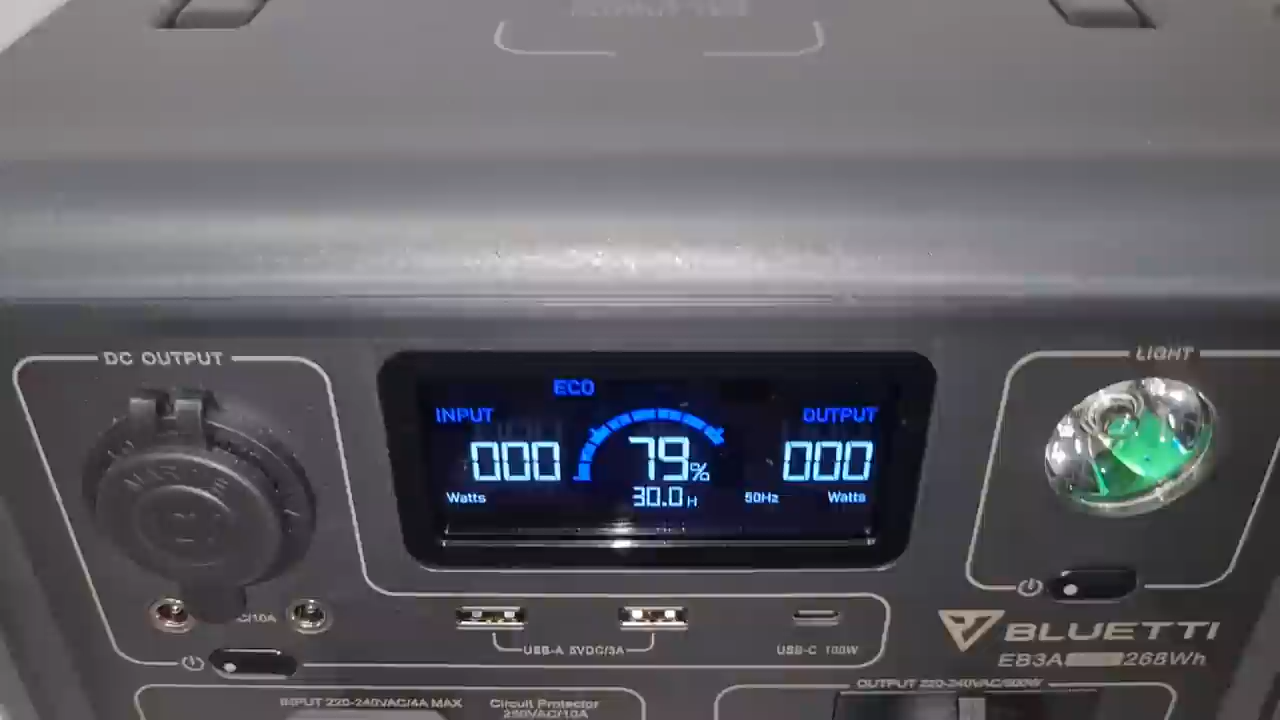 DC OUTPUT
LIGHT
ECO
INPUT
OUTPUT
000
79%
000
Watts
30.0H
50Hz
Watts
USB-A 5VDC/3A
USB-C 100W
BLUETTI
EB3A 268Wh
INPUT 220-240VAC/4A MAX
Circuit Protector
250VAC/10A
OUTPUT 220-240VAC/600W